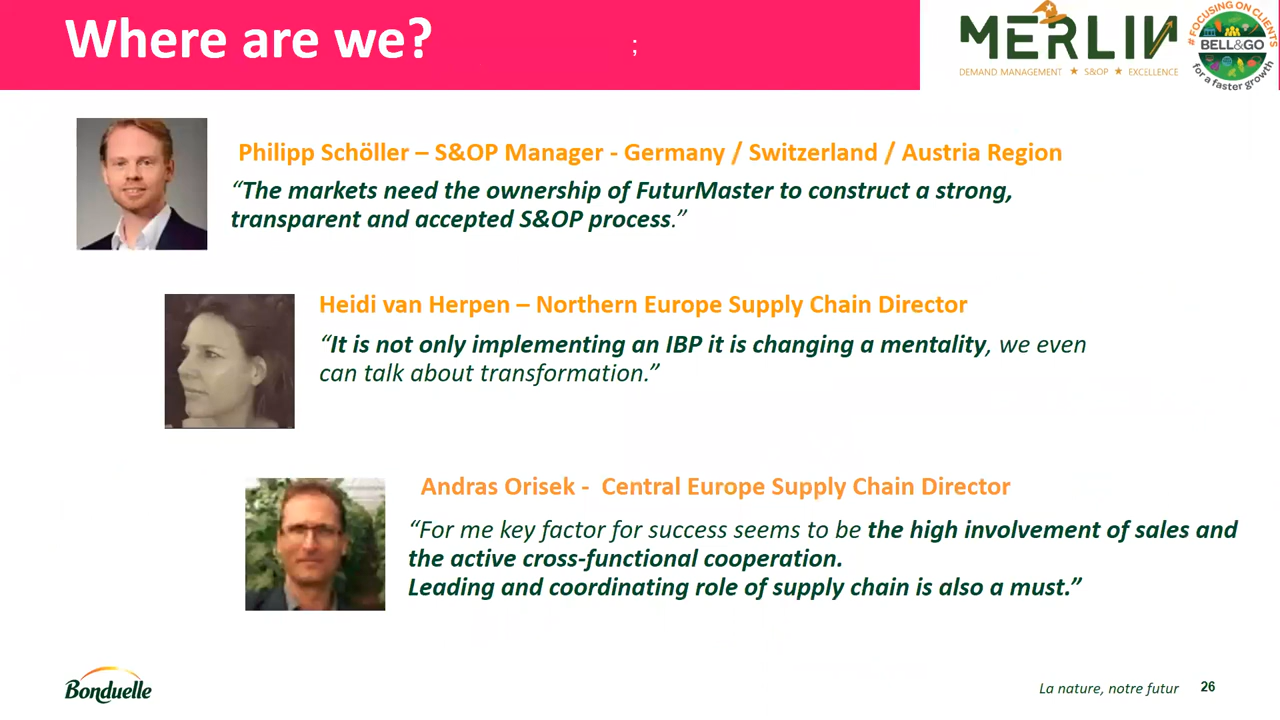 Where are we?
;
MERLIN
DEMAND MANAGEMENT ★ S&OP ★ EXCELLENCE
#FOCUSING ON CLIENTS
BELL&GO
for a faster growth
Philipp Schöller – S&OP Manager - Germany / Switzerland / Austria Region
“The markets need the ownership of FuturMaster to construct a strong,
transparent and accepted S&OP process.”
Heidi van Herpen – Northern Europe Supply Chain Director
“It is not only implementing an IBP it is changing a mentality, we even
can talk about transformation.”
Andras Orisek - Central Europe Supply Chain Director
“For me key factor for success seems to be the high involvement of sales and
the active cross-functional cooperation.
Leading and coordinating role of supply chain is also a must.”
Bonduelle
La nature, notre futur
26